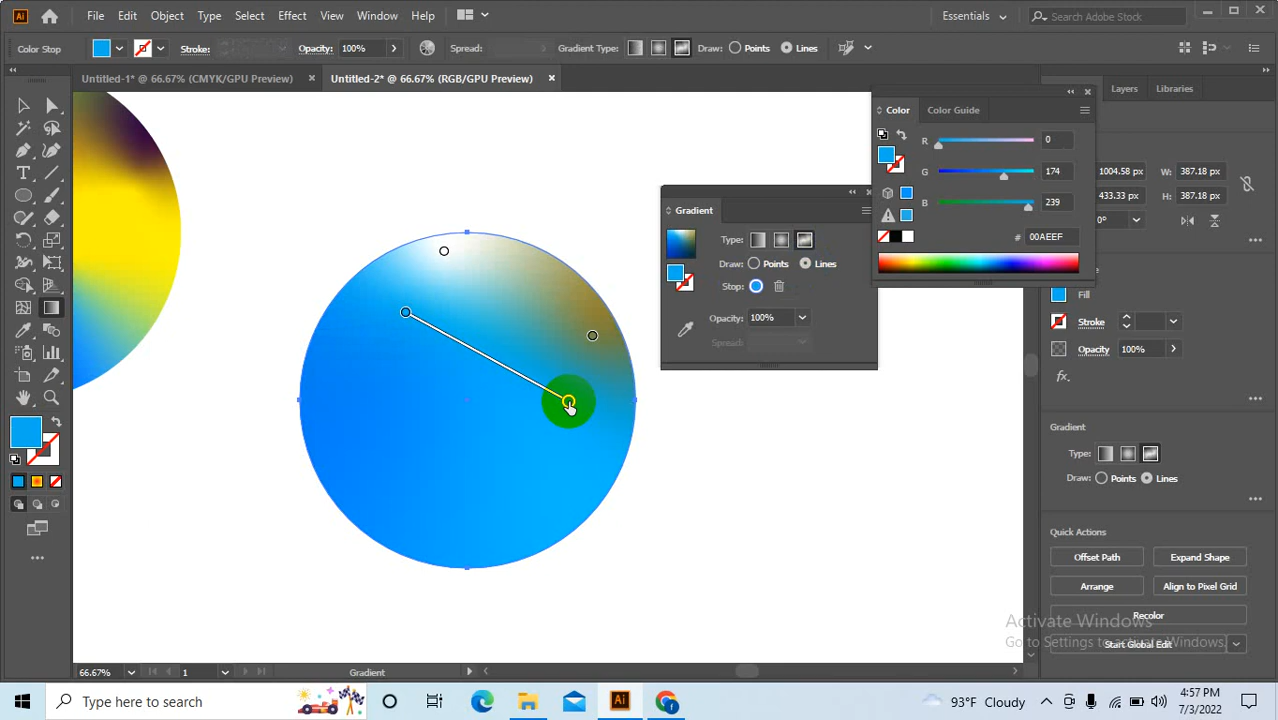 Ai File Edit Object Type Select Effect View Window Help Essentials Search Adobe Stock
Color Stop Stroke: Opacity: 100% Spread: Gradient Type: Draw: Points Lines
Untitled-1* @ 66.67% (CMYK/GPU Preview) Untitled-2* @ 66.67% (RGB/GPU Preview)
Layers Libraries
Color Color Guide
R 0
G 174
B 239
# 00AEEF
1004.58 px W: 387.18 px
433.33 px H: 387.18 px
0°
Gradient
Type:
Draw: Points Lines
Stop:
Opacity: 100%
Spread:
Fill
Stroke
Opacity 100%
fx.
Gradient
Type:
Draw: Points Lines
Quick Actions
Offset Path Expand Shape
Arrange Align to Pixel Grid
Recolor
Start Global Edit
Activate Windows
Go to Settings to activate Windows.
66.67% 1 Gradient
Type here to search Ai 93°F Cloudy 4:57 PM
7/3/2022